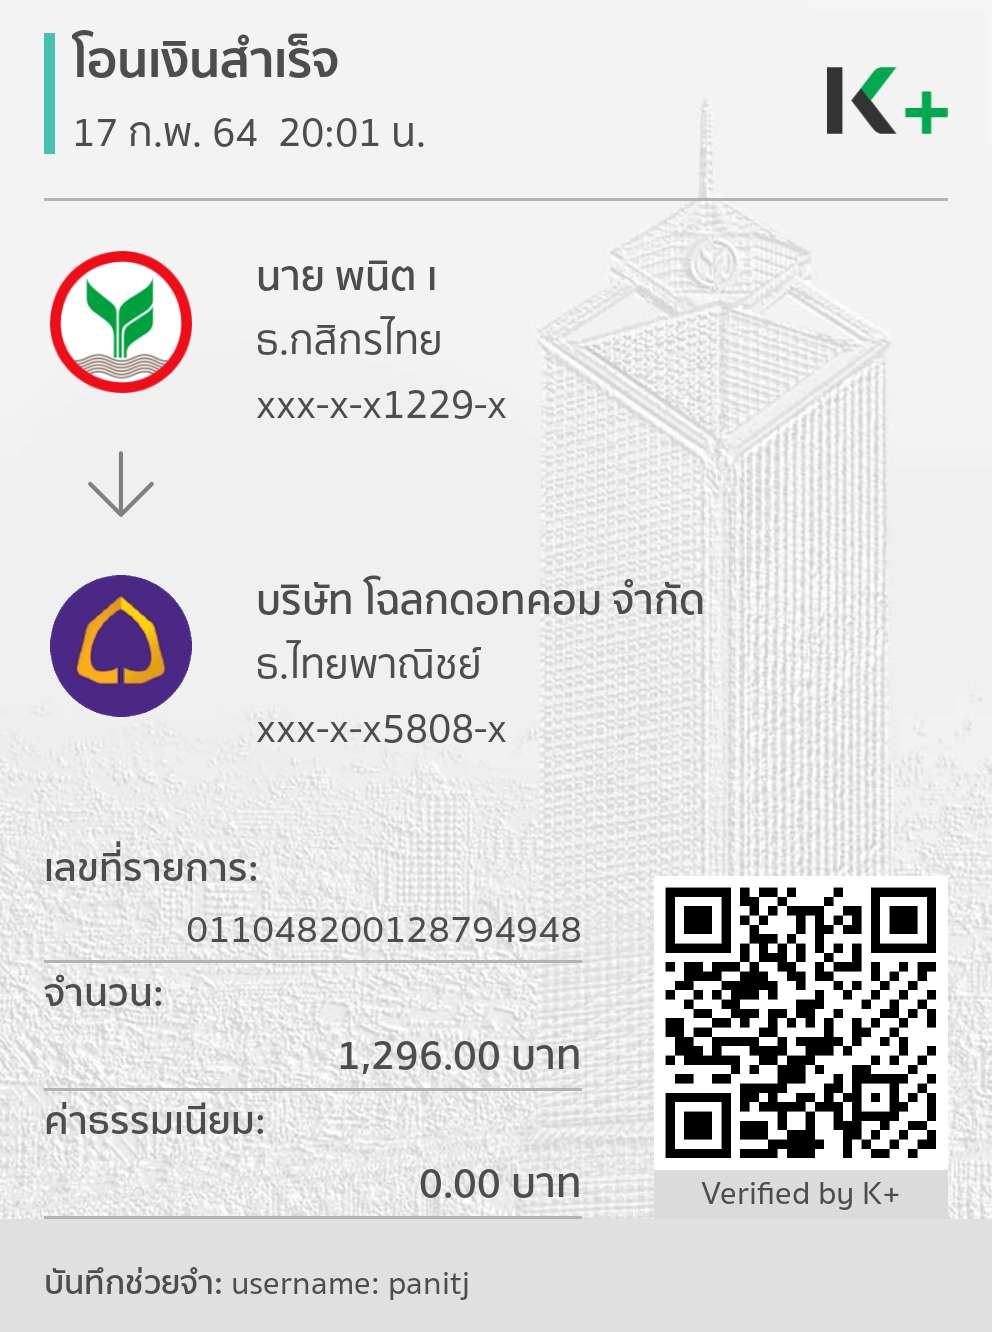 โอนเงินสำเร็จ
17 ก.พ. 64 20:01 น.
K+
นาย พนิต เ
ธ.กสิกรไทย
xxx-x-x1229-x
บริษัท โฉลกดอทคอม จำกัด
ธ.ไทยพาณิชย์
xxx-x-x5808-x
เลขที่รายการ:
011048200128794948
จำนวน:
1,296.00 บาท
ค่าธรรมเนียม:
0.00 บาท
Verified by K+
บันทึกช่วยจำ: username: panitj